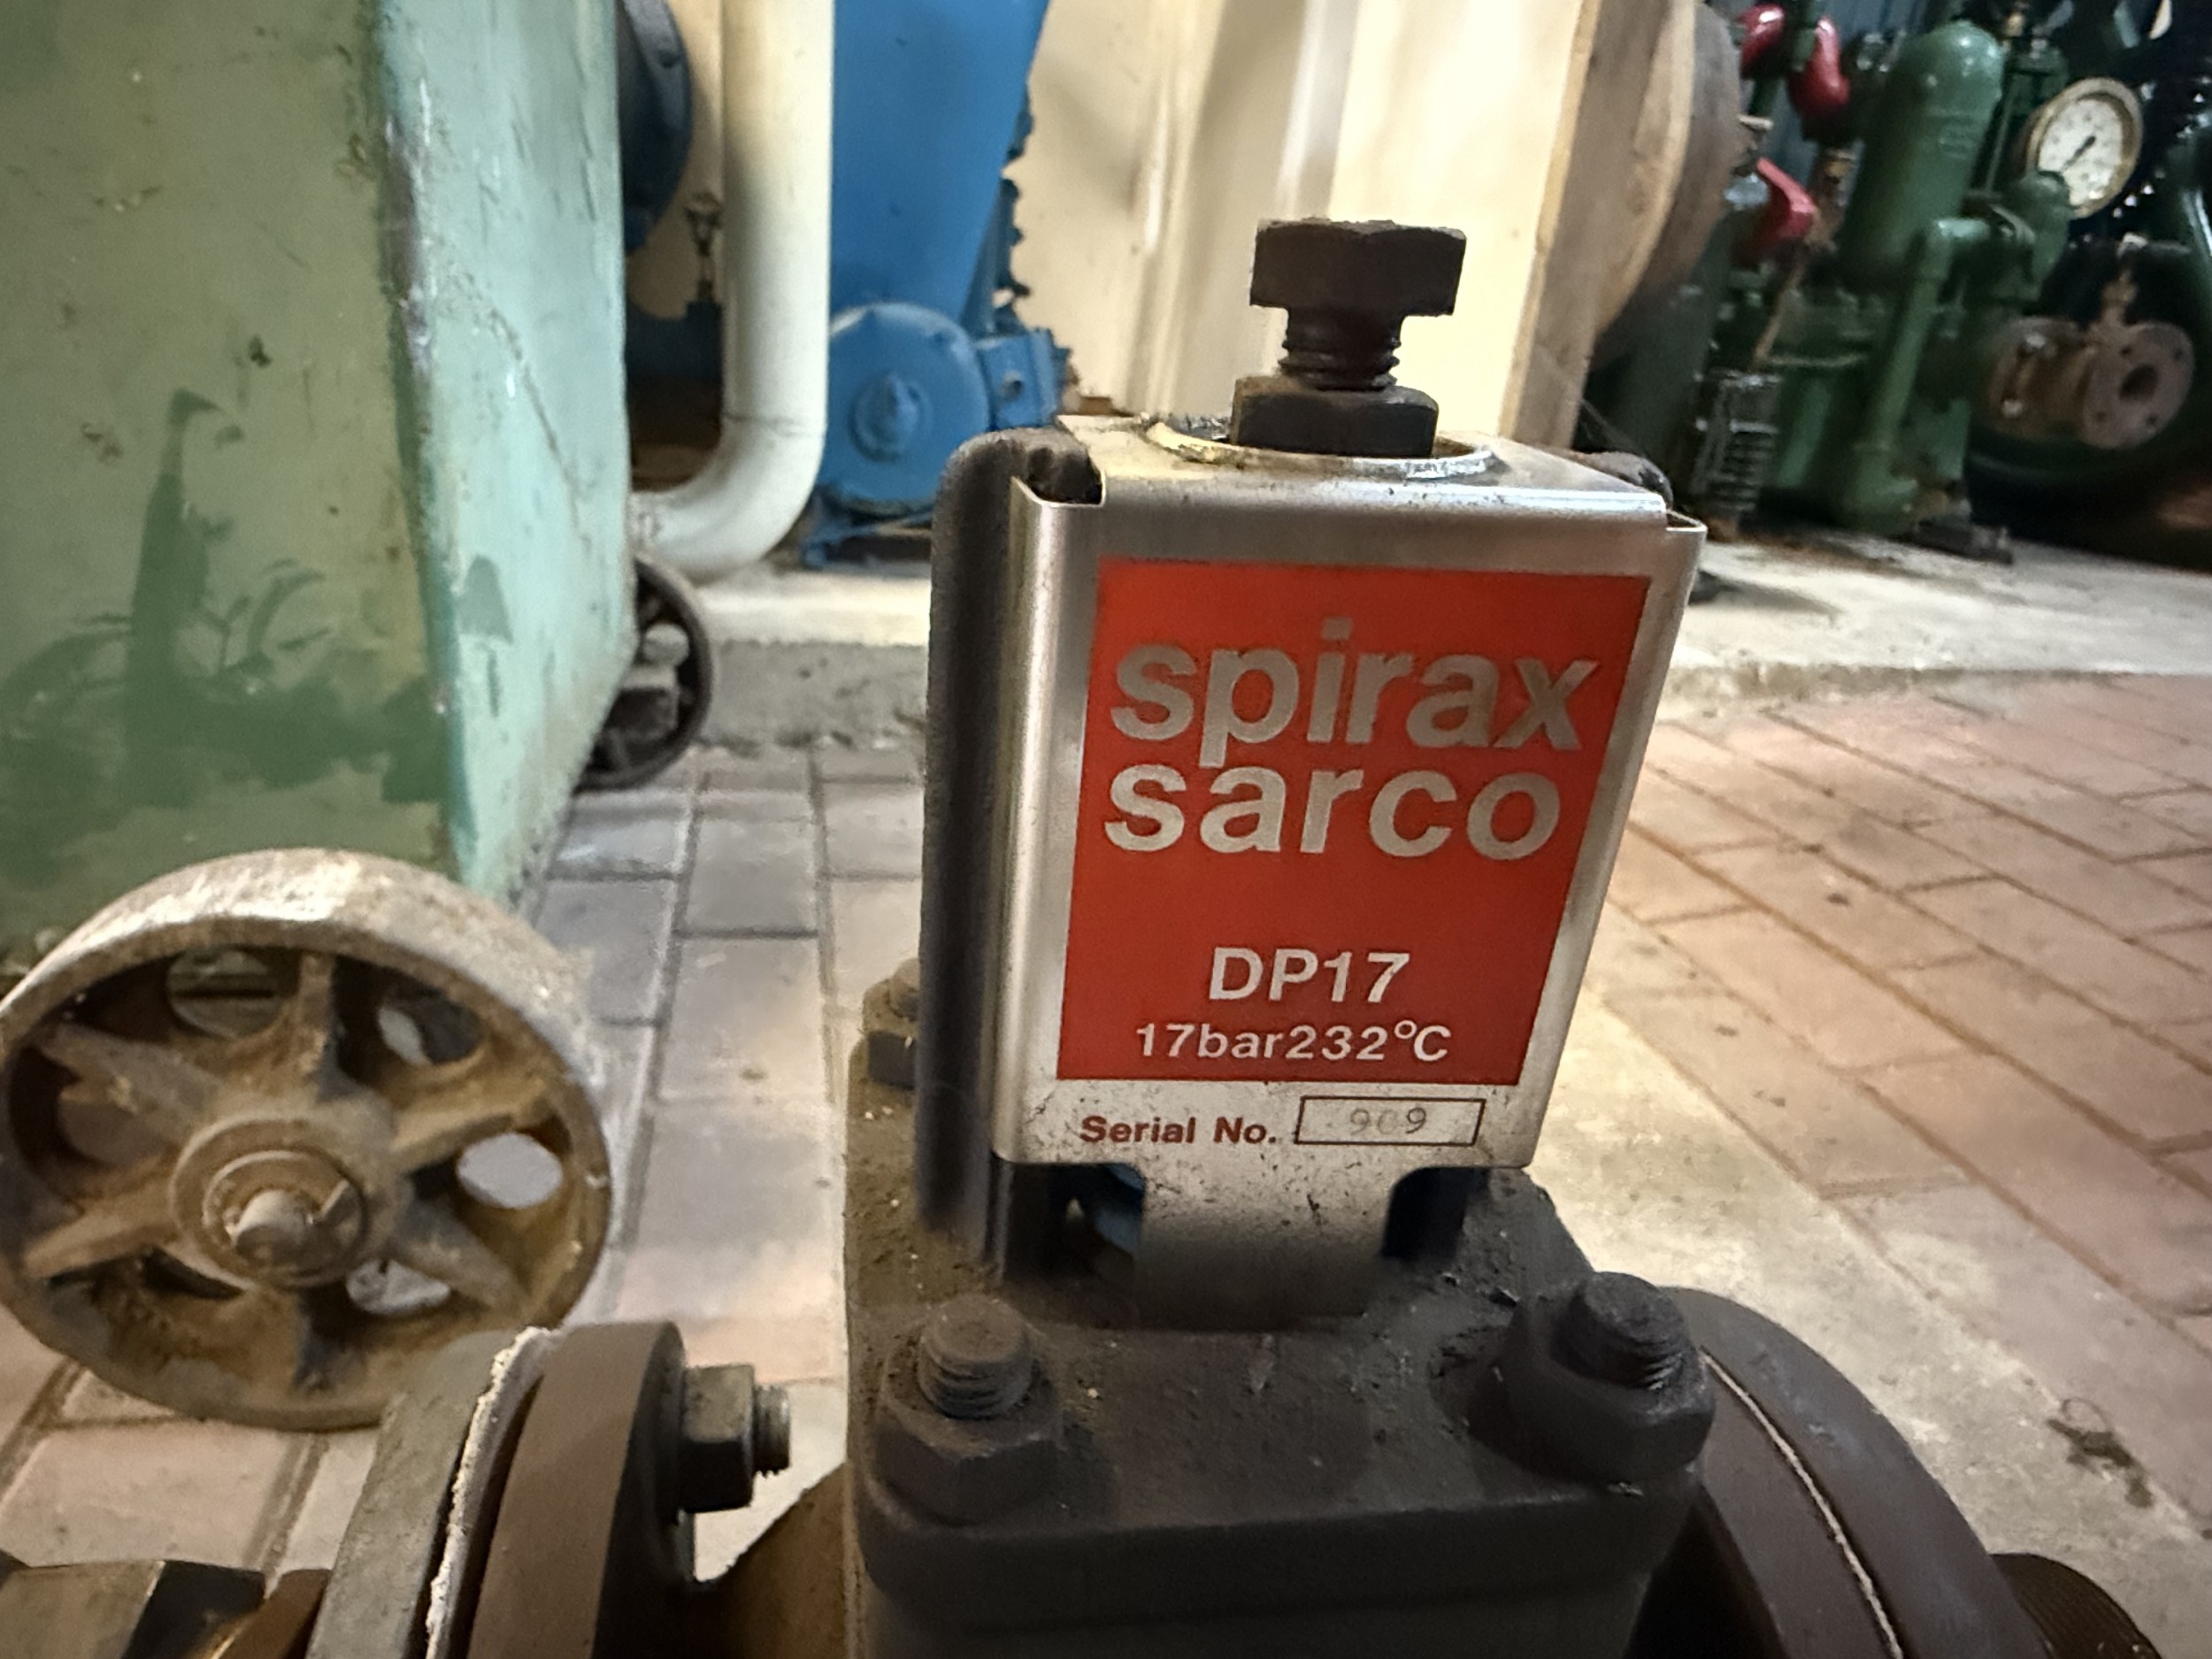 spirax
sarco
DP17
17bar232°C
Serial No. 909